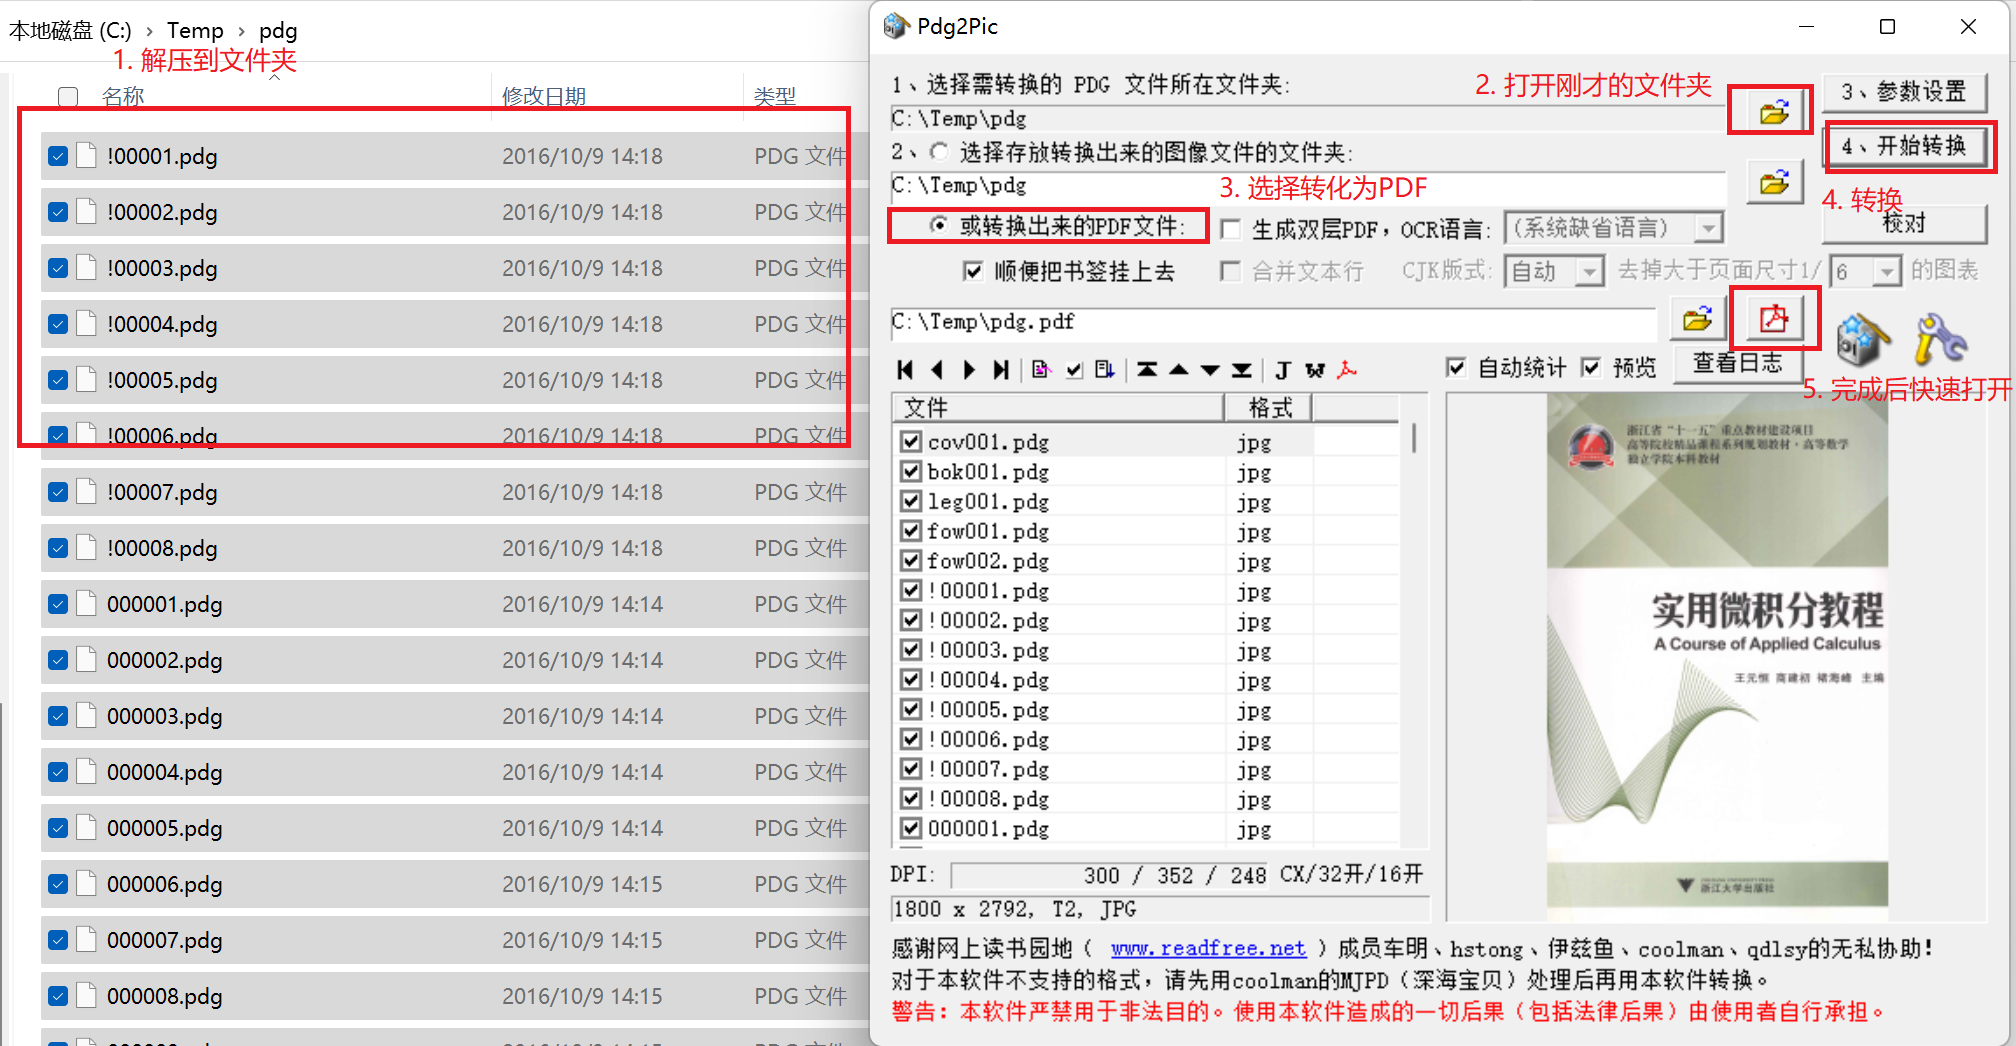 本地磁盘 (C:) › Temp › pdg
1. 解压到文件夹
名称 修改日期 类型
!00001.pdg 2016/10/9 14:18 PDG 文件
!00002.pdg 2016/10/9 14:18 PDG 文件
!00003.pdg 2016/10/9 14:18 PDG 文件
!00004.pdg 2016/10/9 14:18 PDG 文件
!00005.pdg 2016/10/9 14:18 PDG 文件
!00006.pdg 2016/10/9 14:18 PDG 文件
!00007.pdg 2016/10/9 14:18 PDG 文件
!00008.pdg 2016/10/9 14:18 PDG 文件
000001.pdg 2016/10/9 14:14 PDG 文件
000002.pdg 2016/10/9 14:14 PDG 文件
000003.pdg 2016/10/9 14:14 PDG 文件
000004.pdg 2016/10/9 14:14 PDG 文件
000005.pdg 2016/10/9 14:14 PDG 文件
000006.pdg 2016/10/9 14:15 PDG 文件
000007.pdg 2016/10/9 14:15 PDG 文件
000008.pdg 2016/10/9 14:15 PDG 文件
Pdg2Pic
1、选择需转换的 PDG 文件所在文件夹:
2. 打开刚才的文件夹
3、参数设置
C:\Temp\pdg
4、开始转换
2、 选择存放转换出来的图像文件的文件夹:
C:\Temp\pdg
3. 选择转化为PDF
4. 转换
校对
或转换出来的PDF文件:
生成双层PDF，OCR语言:
(系统缺省语言)
顺便把书签挂上去
合并文本行
CJK版式: 自动
去掉大于页面尺寸1/ 6 的图表
C:\Temp\pdg.pdf
J
自动统计
预览
查看日志
5. 完成后快速打开
文件 格式
cov001.pdg jpg
bok001.pdg jpg
leg001.pdg jpg
fow001.pdg jpg
fow002.pdg jpg
!00001.pdg jpg
!00002.pdg jpg
!00003.pdg jpg
!00004.pdg jpg
!00005.pdg jpg
!00006.pdg jpg
!00007.pdg jpg
!00008.pdg jpg
000001.pdg jpg
浙江省“十一五”重点教材建设项目
高等院校精品课程系列规划教材·高等数学
独立学院本科教材
实用微积分教程
A Course of Applied Calculus
王元恒 高建初 褚海峰 主编
浙江大学出版社
DPI: 300 / 352 / 248 CX/32开/16开
1800 x 2792, T2, JPG
感谢网上读书园地（ www.readfree.net ）成员车明、hstong、伊兹鱼、coolman、qdlsy的无私协助！
对于本软件不支持的格式，请先用coolman的MJPD（深海宝贝）处理后再用本软件转换。
警告：本软件严禁用于非法目的。使用本软件造成的一切后果（包括法律后果）由使用者自行承担。